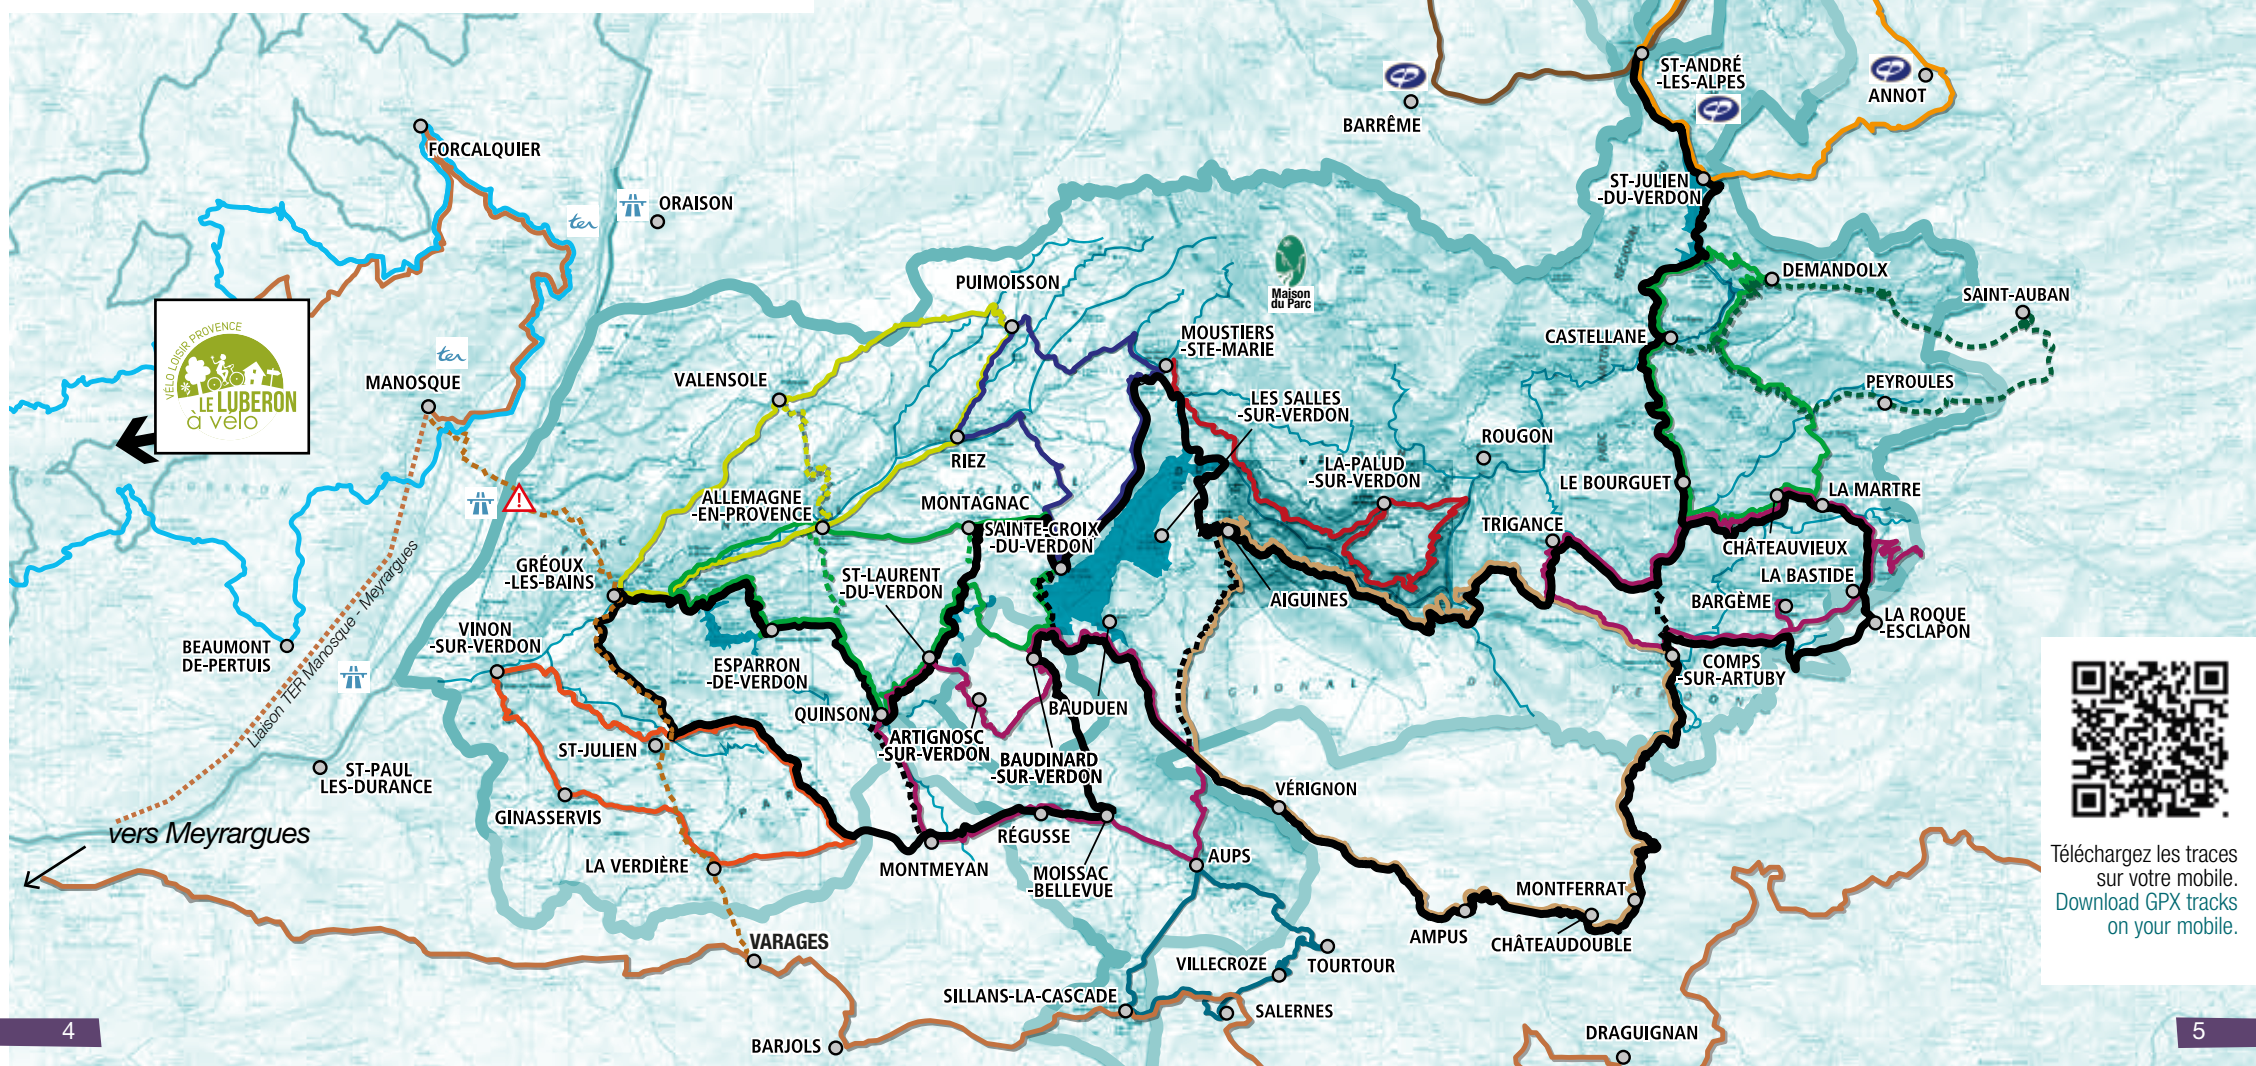 ST-ANDRÉ
-LES-ALPES
ANNOT
BARRÊME
FORCALQUIER
ST-JULIEN
-DU-VERDON
ter
ORAISON
DEMANDOLX
PUIMOISSON
Maison
du Parc
SAINT-AUBAN
VÉLO LOISIR PROVENCE
LE LUBERON
à vélo
ter
MANOSQUE
MOUSTIERS
-STE-MARIE
CASTELLANE
VALENSOLE
PEYROULES
LES SALLES
-SUR-VERDON
ROUGON
RIEZ
LA-PALUD
-SUR-VERDON
LE BOURGUET
LA MARTRE
ALLEMAGNE
-EN-PROVENCE
MONTAGNAC
SAINTE-CROIX
-DU-VERDON
TRIGANCE
CHÂTEAUVIEUX
GRÉOUX
-LES-BAINS
ST-LAURENT
-DU-VERDON
LA BASTIDE
BARGÈME
AIGUINES
LA ROQUE
-ESCLAPON
VINON
-SUR-VERDON
BEAUMONT
DE-PERTUIS
Liaison TER Manosque - Meyrargues
ESPARRON
-DE-VERDON
COMPS
-SUR-ARTUBY
QUINSON
BAUDUEN
ARTIGNOSC
-SUR-VERDON
ST-JULIEN
BAUDINARD
-SUR-VERDON
ST-PAUL
LES-DURANCE
VÉRIGNON
GINASSERVIS
vers Meyrargues
RÉGUSSE
LA VERDIÈRE
MONTMEYAN
MOISSAC
-BELLEVUE
AUPS
MONTFERRAT
AMPUS
CHÂTEAUDOUBLE
VARAGES
VILLECROZE
TOURTOUR
SILLANS-LA-CASCADE
SALERNES
BARJOLS
DRAGUIGNAN
Téléchargez les traces
sur votre mobile.
Download GPX tracks
on your mobile.
4
5